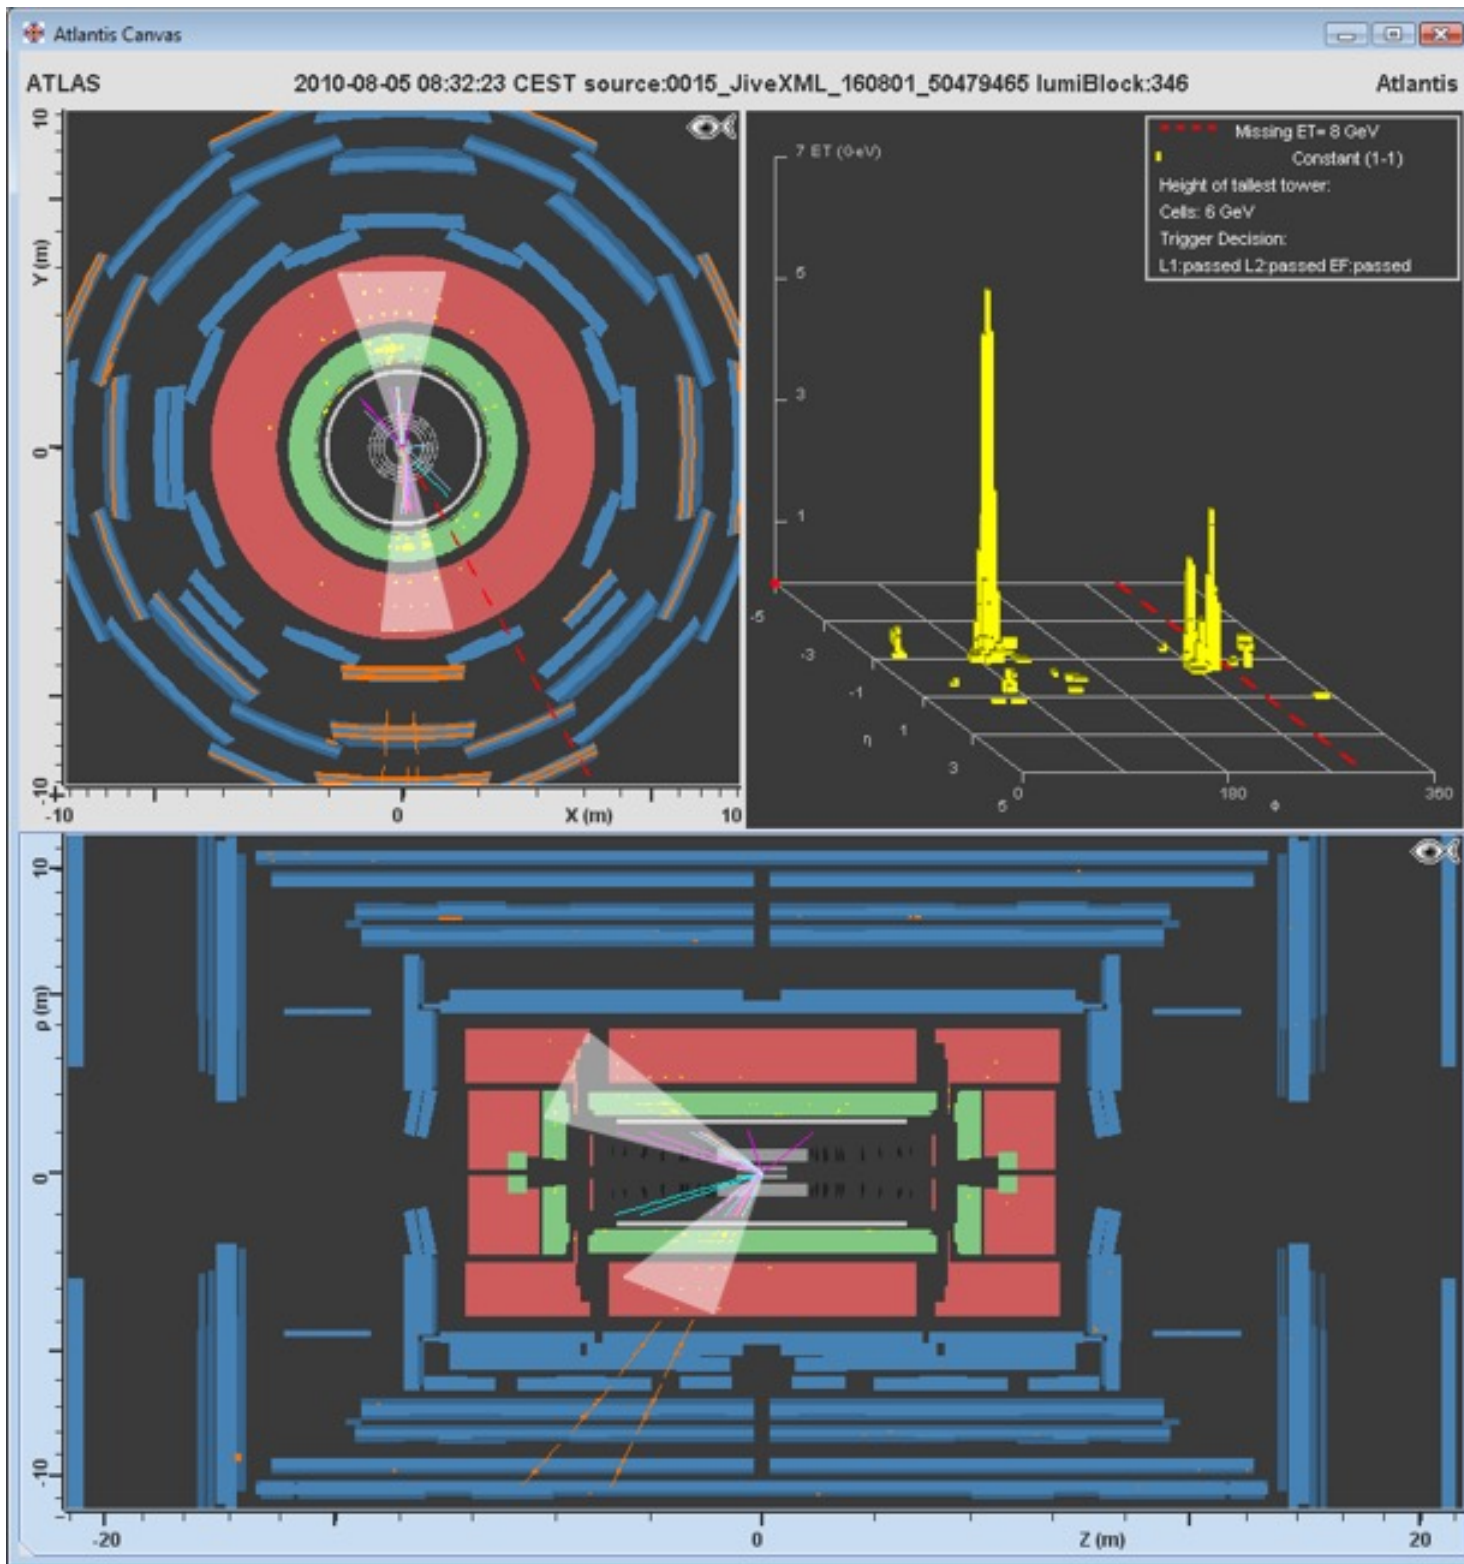 Atlantis Canvas
ATLAS 2010-08-05 08:32:23 CEST source:0015_JiveXML_160801_50479465 lumiBlock:346 Atlantis
10
Y (m)
0
-10
-10 0 X (m) 10
7 ET (GeV)
5
3
1
-5
-3
-1
η 1
3
5 0 180 Φ 360
Missing ET= 8 GeV
Constant (1-1)
Height of tallest tower:
Cells: 6 GeV
Trigger Decision:
L1:passed L2:passed EF:passed
10
ρ (m)
0
-10
-20 0 Z (m) 20